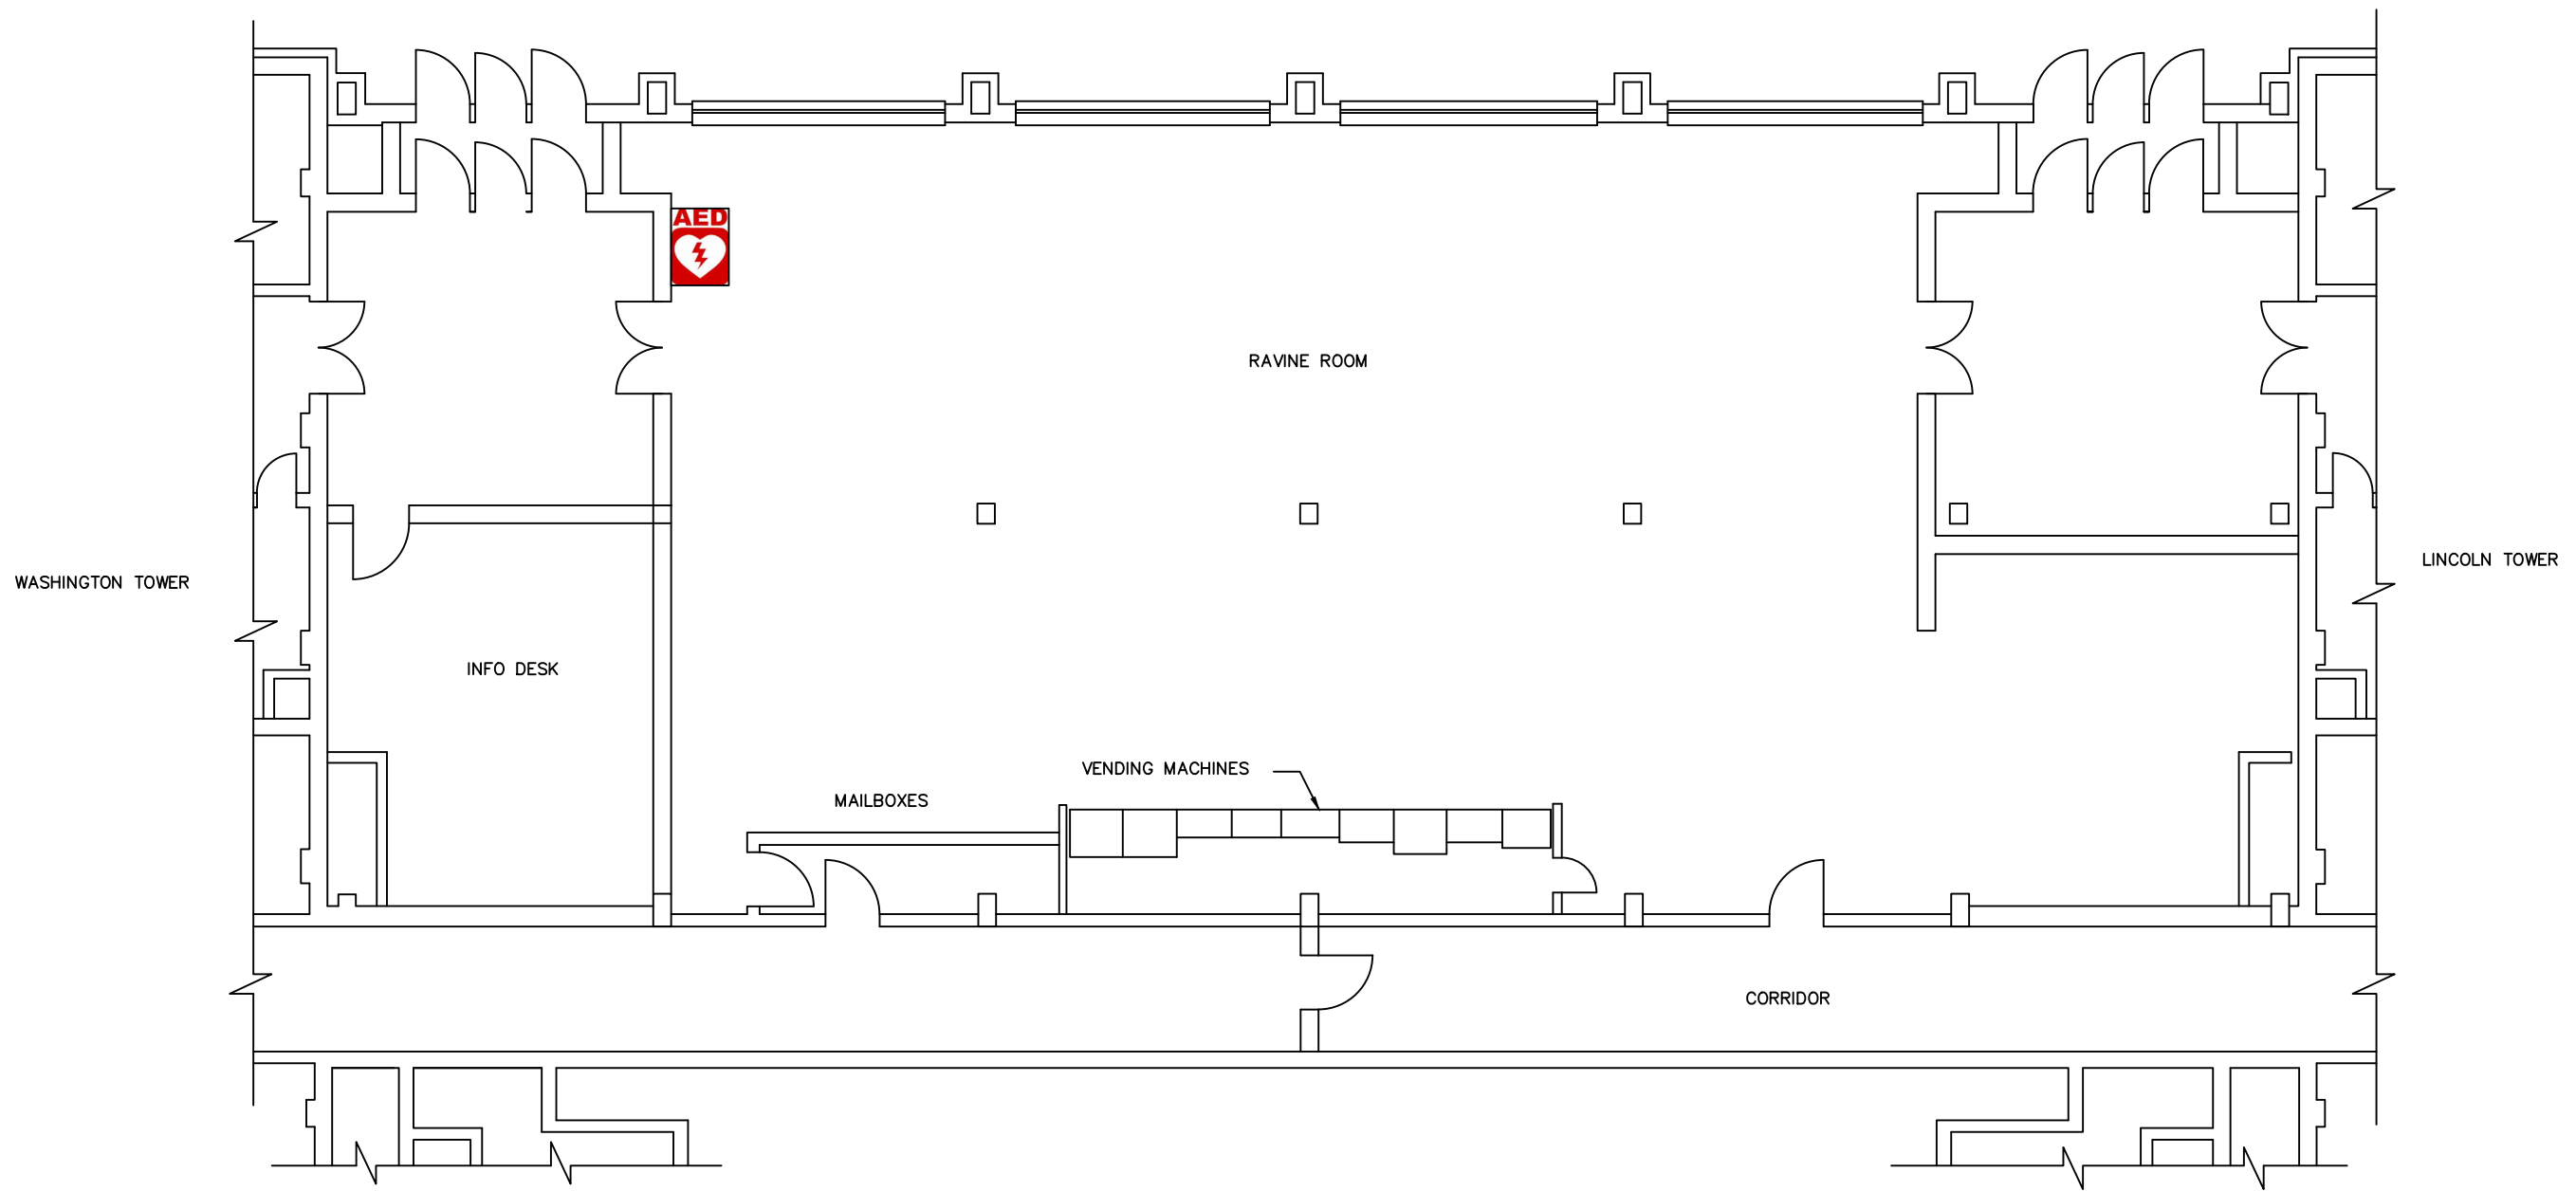 AED
RAVINE ROOM
WASHINGTON TOWER
LINCOLN TOWER
INFO DESK
VENDING MACHINES
MAILBOXES
CORRIDOR